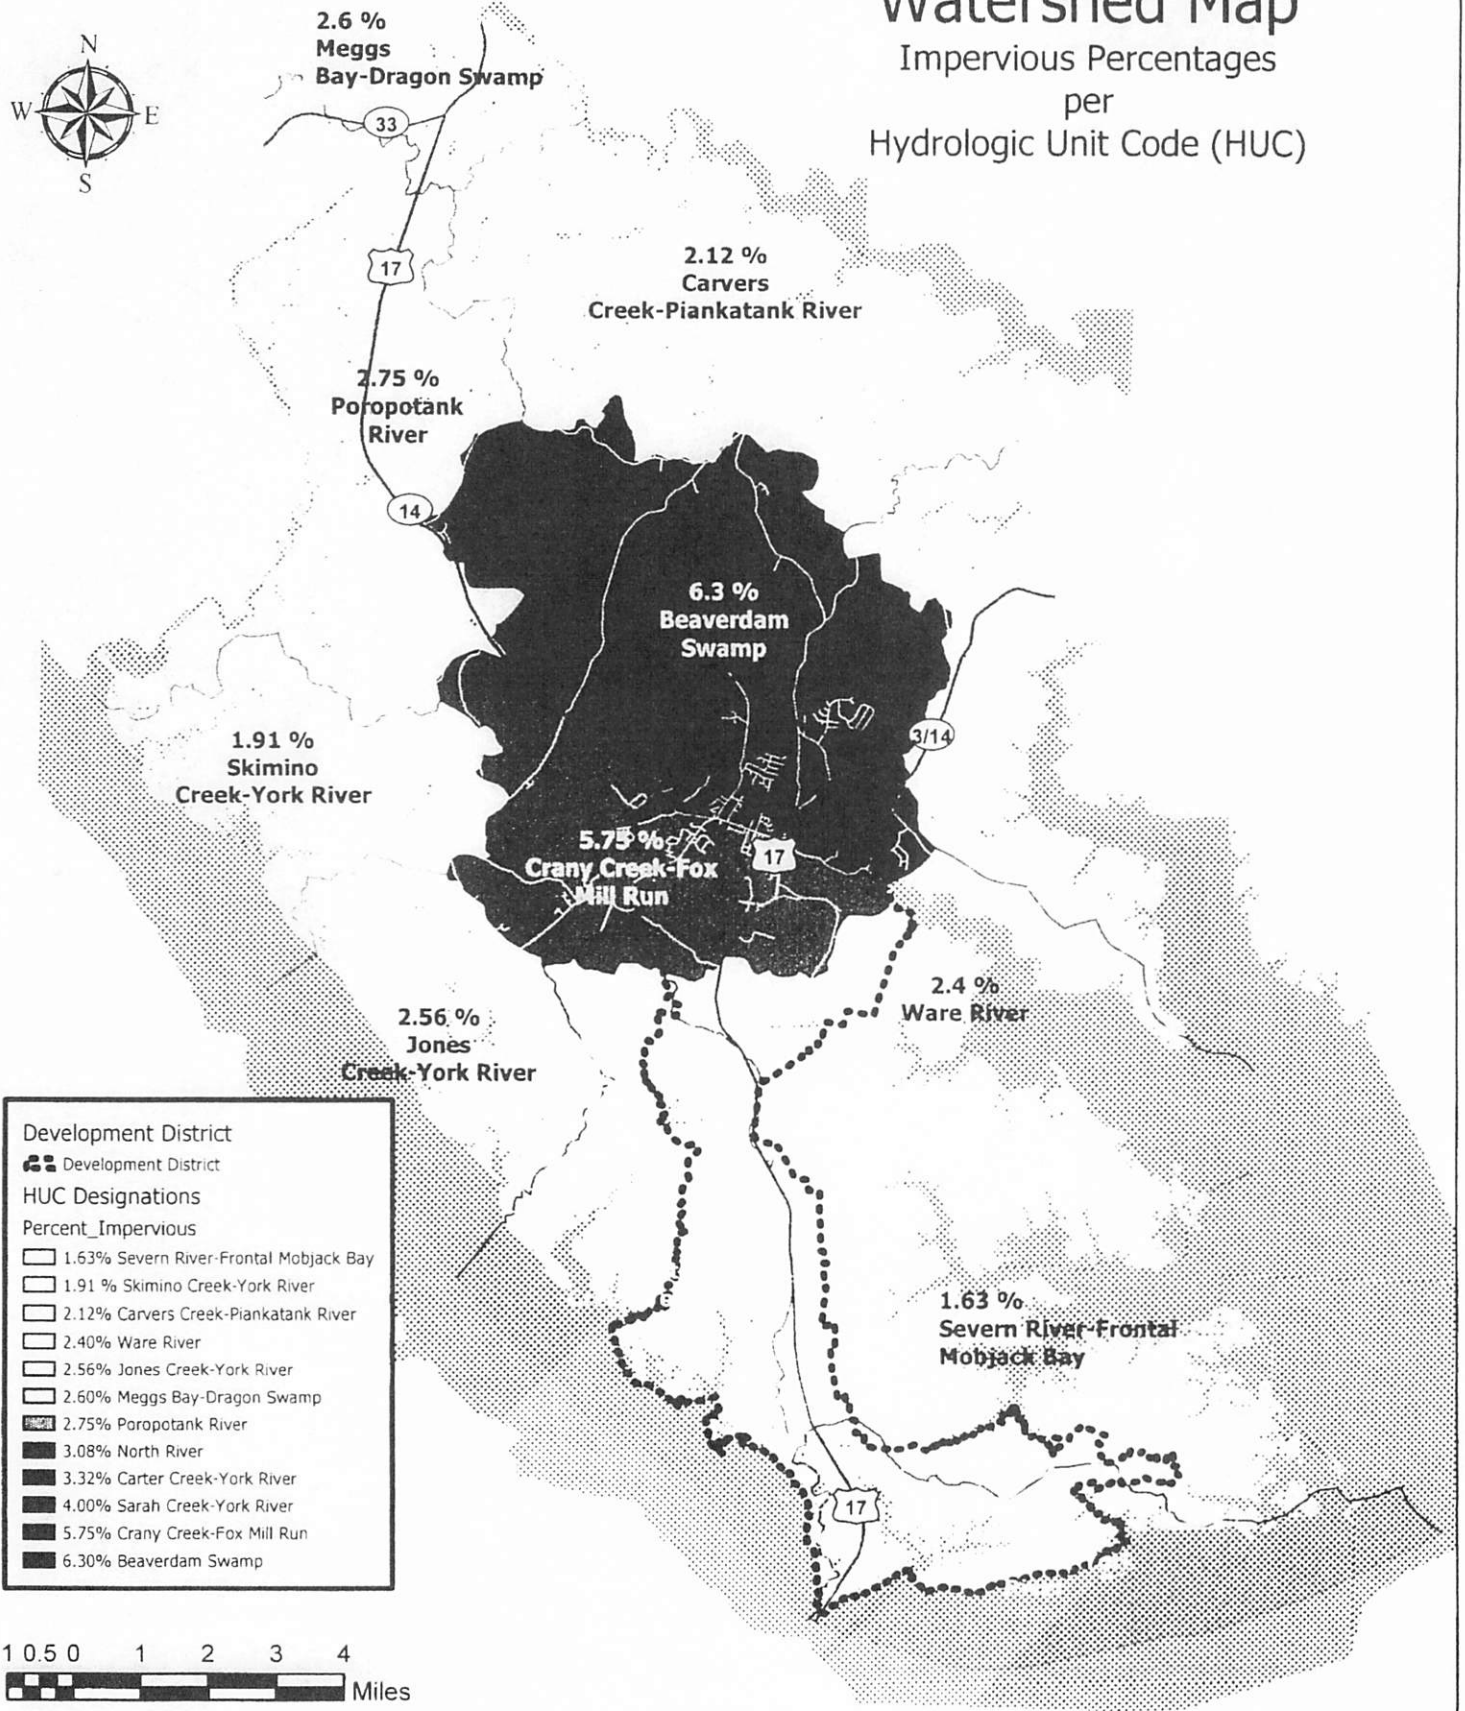 Watershed Map
Impervious Percentages
per
Hydrologic Unit Code (HUC)
N
W
E
S
2.6 %
Meggs
Bay-Dragon Swamp
33
17
2.12 %
Carvers
Creek-Piankatank River
2.75 %
Poropotank
River
14
6.3 %
Beaverdam
Swamp
3/14
1.91 %
Skimino
Creek-York River
5.75 %
Crany Creek-Fox
Mill Run
17
2.4 %
Ware River
2.56 %
Jones
Creek-York River
1.63 %
Severn River-Frontal
Mobjack Bay
17
Development District
Development District
HUC Designations
Percent_Impervious
1.63% Severn River-Frontal Mobjack Bay
1.91 % Skimino Creek-York River
2.12% Carvers Creek-Piankatank River
2.40% Ware River
2.56% Jones Creek-York River
2.60% Meggs Bay-Dragon Swamp
2.75% Poropotank River
3.08% North River
3.32% Carter Creek-York River
4.00% Sarah Creek-York River
5.75% Crany Creek-Fox Mill Run
6.30% Beaverdam Swamp
1 0.5 0 1 2 3 4
Miles